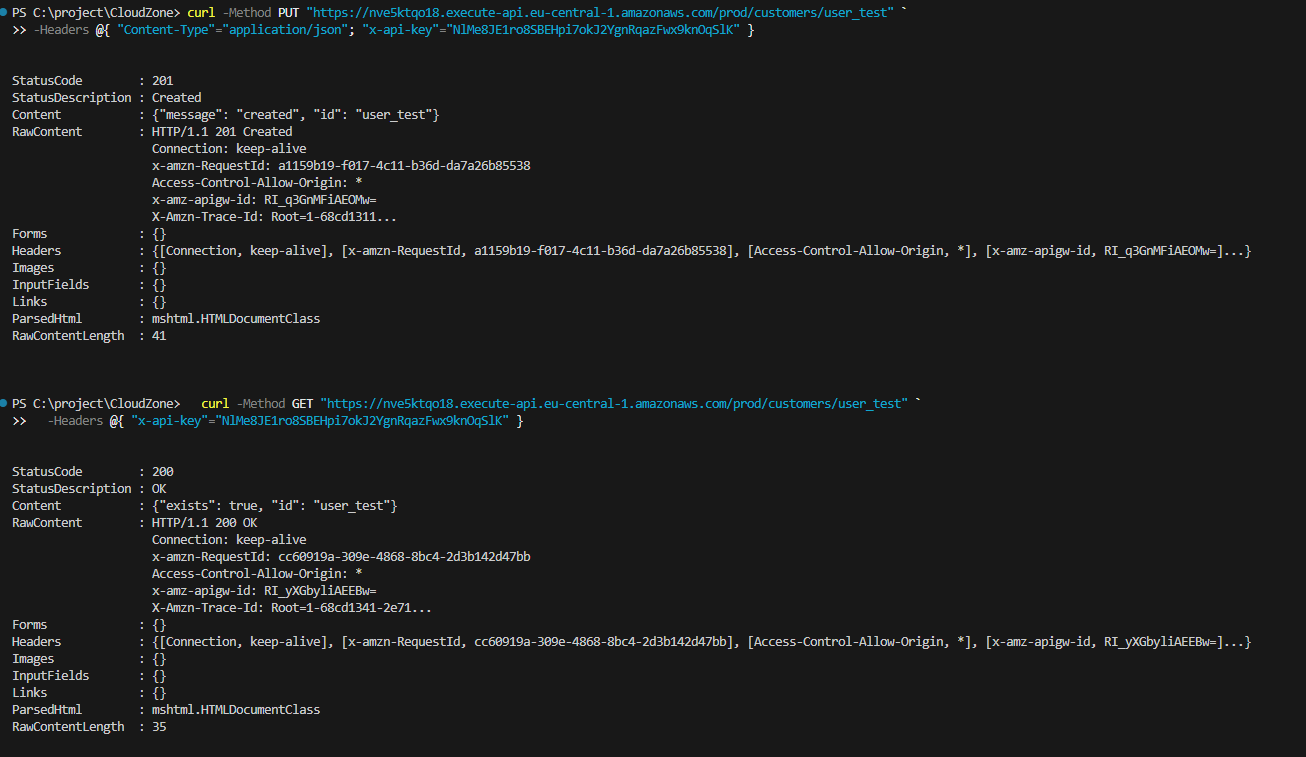 PS C:\project\CloudZone> curl -Method PUT "https://nve5ktqo18.execute-api.eu-central-1.amazonaws.com/prod/customers/user_test" `
>> -Headers @{ "Content-Type"="application/json"; "x-api-key"="NlMe8JE1ro8SBEHpi7okJ2YgnRqazFwx9knOqSlK" }
StatusCode : 201
StatusDescription : Created
Content : {"message": "created", "id": "user_test"}
RawContent : HTTP/1.1 201 Created
Connection: keep-alive
x-amzn-RequestId: a1159b19-f017-4c11-b36d-da7a26b85538
Access-Control-Allow-Origin: *
x-amz-apigw-id: RI_q3GnMFiAEOMw=
X-Amzn-Trace-Id: Root=1-68cd1311...
Forms : {}
Headers : {[Connection, keep-alive], [x-amzn-RequestId, a1159b19-f017-4c11-b36d-da7a26b85538], [Access-Control-Allow-Origin, *], [x-amz-apigw-id, RI_q3GnMFiAEOMw=]...}
Images : {}
InputFields : {}
Links : {}
ParsedHtml : mshtml.HTMLDocumentClass
RawContentLength : 41
PS C:\project\CloudZone> curl -Method GET "https://nve5ktqo18.execute-api.eu-central-1.amazonaws.com/prod/customers/user_test" `
>> -Headers @{ "x-api-key"="NlMe8JE1ro8SBEHpi7okJ2YgnRqazFwx9knOqSlK" }
StatusCode : 200
StatusDescription : OK
Content : {"exists": true, "id": "user_test"}
RawContent : HTTP/1.1 200 OK
Connection: keep-alive
x-amzn-RequestId: cc60919a-309e-4868-8bc4-2d3b142d47bb
Access-Control-Allow-Origin: *
x-amz-apigw-id: RI_yXGbyliAEEBw=
X-Amzn-Trace-Id: Root=1-68cd1341-2e71...
Forms : {}
Headers : {[Connection, keep-alive], [x-amzn-RequestId, cc60919a-309e-4868-8bc4-2d3b142d47bb], [Access-Control-Allow-Origin, *], [x-amz-apigw-id, RI_yXGbyliAEEBw=]...}
Images : {}
InputFields : {}
Links : {}
ParsedHtml : mshtml.HTMLDocumentClass
RawContentLength : 35